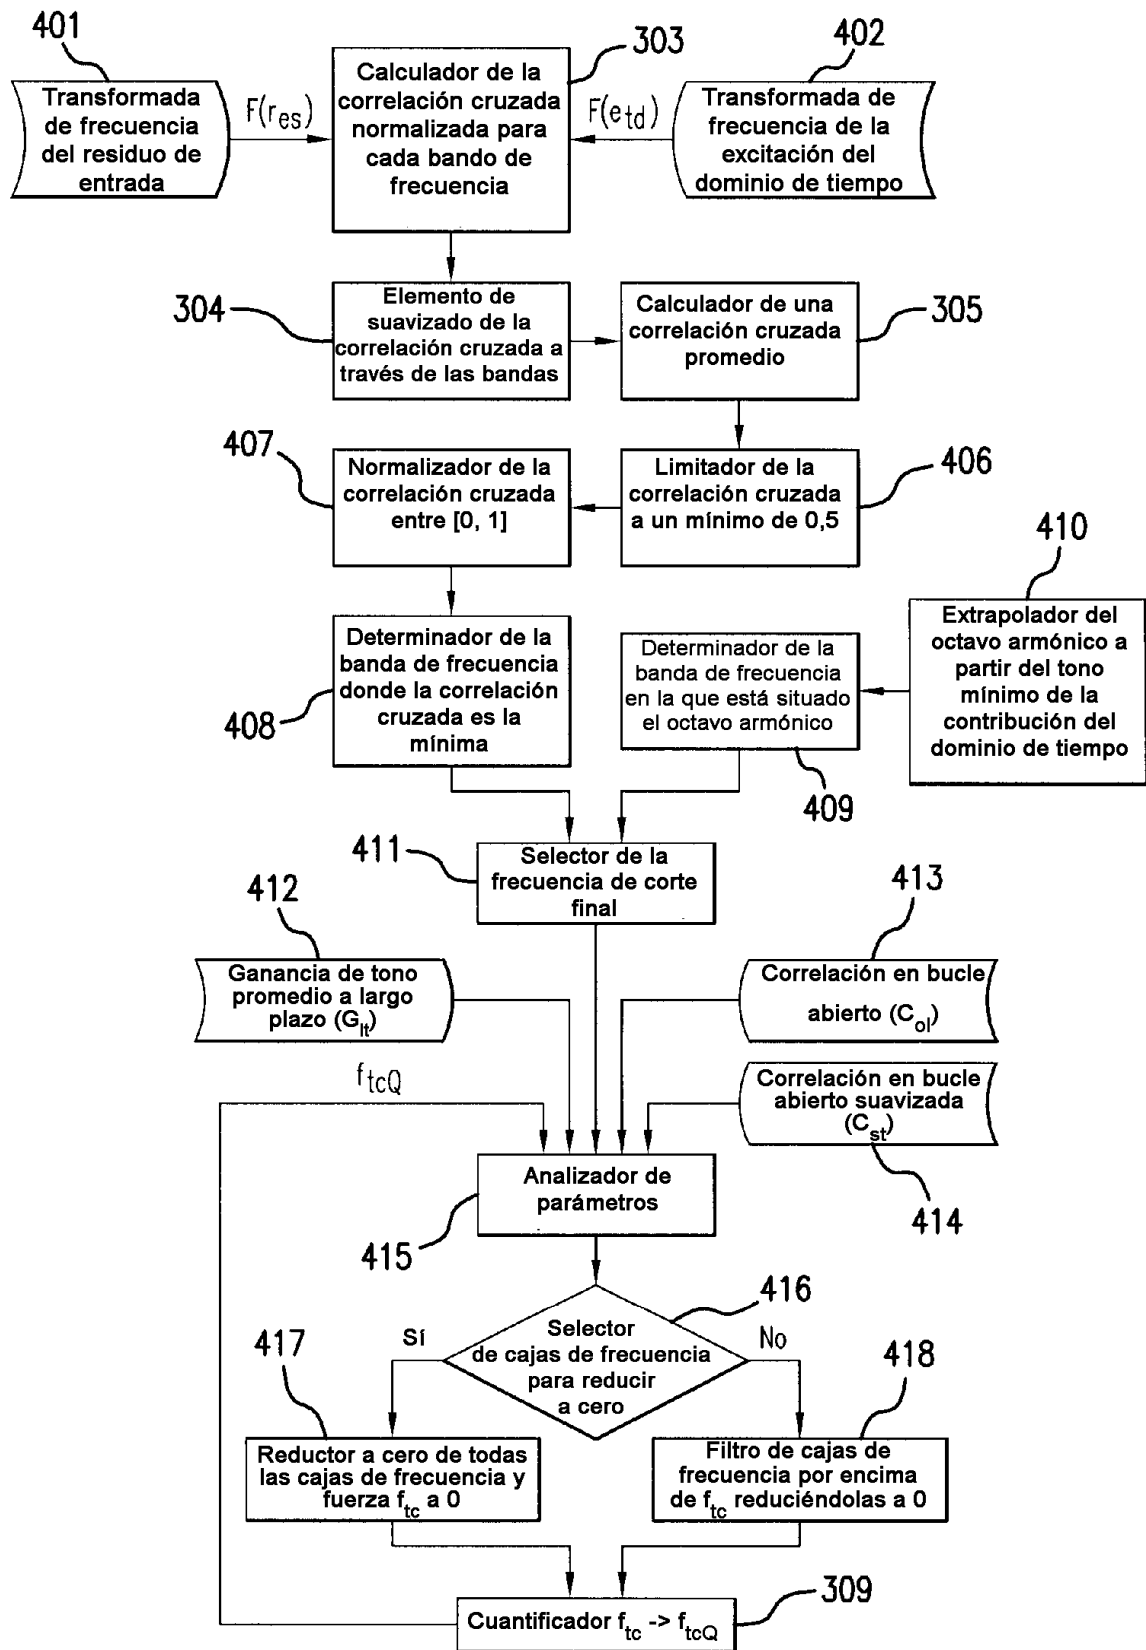 401
Transformada
de frecuencia
del residuo de
entrada
F(res)
303
Calculador de la
correlación cruzada
normalizada para
cada bando de
frecuencia
F(etd)
402
Transformada de
frecuencia de la
excitación del
dominio de tiempo
304
Elemento de
suavizado de la
correlación cruzada a
través de las bandas
Calculador de una
correlación cruzada
promedio
305
407
Normalizador de la
correlación cruzada
entre [0, 1]
Limitador de la
correlación cruzada
a un mínimo de 0,5
406
410
Extrapolador del
octavo armónico a
partir del tono
mínimo de la
contribución del
dominio de tiempo
408
Determinador de la
banda de frecuencia
donde la correlación
cruzada es la
mínima
Determinador de la
banda de frecuencia
en la que está situado
el octavo armónico
409
411
Selector de la
frecuencia de corte
final
412
Ganancia de tono
promedio a largo
plazo (Glt)
413
Correlación en bucle
abierto (Col)
ftcQ
Correlación en bucle
abierto suavizada
(Cst)
414
Analizador de
parámetros
415
416
Selector
de cajas de frecuencia
para reducir
a cero
Sí
No
417
Reductor a cero de todas
las cajas de frecuencia y
fuerza ftc a 0
418
Filtro de cajas de
frecuencia por encima
de ftc reduciéndolas a 0
309
Cuantificador ftc -> ftcQ